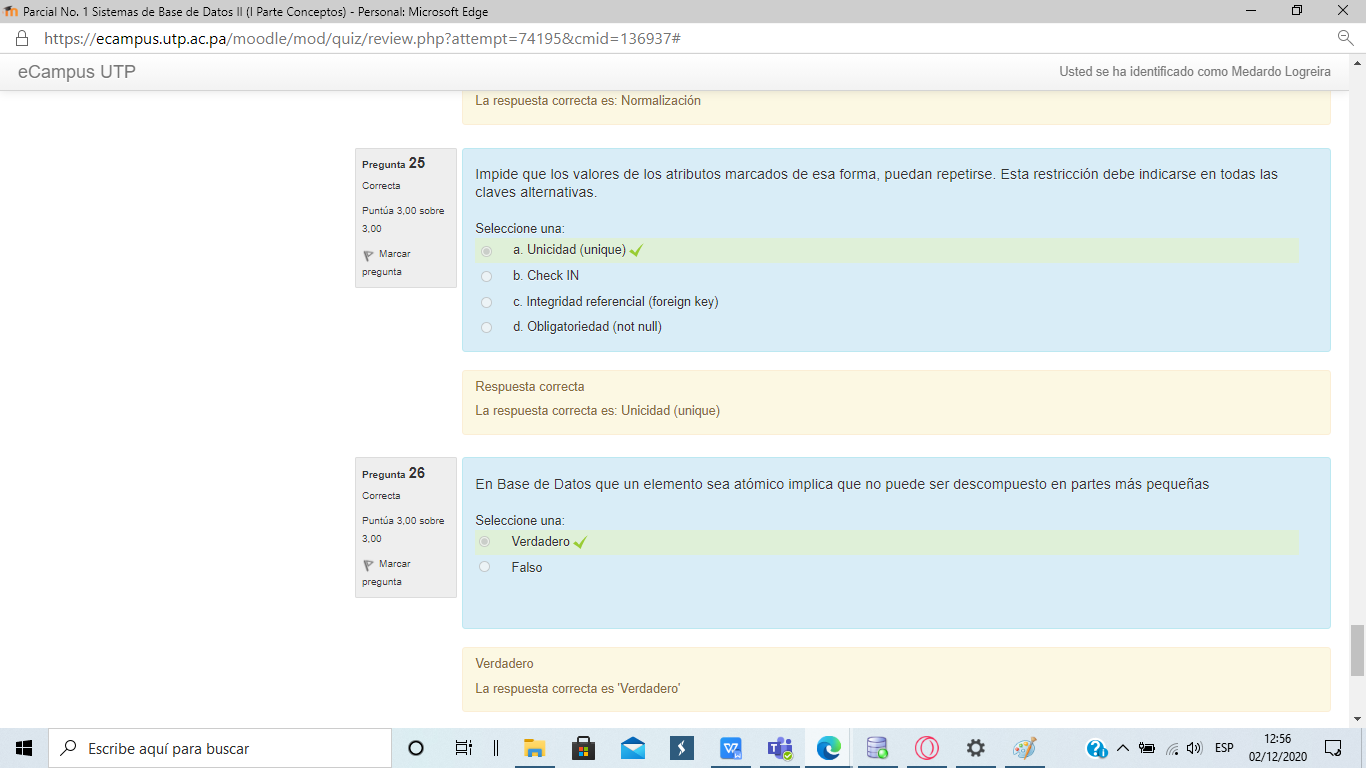 Parcial No. 1 Sistemas de Base de Datos II (I Parte Conceptos) - Personal: Microsoft Edge
https://ecampus.utp.ac.pa/moodle/mod/quiz/review.php?attempt=74195&cmid=136937#
eCampus UTP
Usted se ha identificado como Medardo Logreira
La respuesta correcta es: Normalización
Pregunta 25
Correcta
Puntúa 3,00 sobre
3,00
Marcar
pregunta
Impide que los valores de los atributos marcados de esa forma, puedan repetirse. Esta restricción debe indicarse en todas las
claves alternativas.
Seleccione una:
a. Unicidad (unique)
b. Check IN
c. Integridad referencial (foreign key)
d. Obligatoriedad (not null)
Respuesta correcta
La respuesta correcta es: Unicidad (unique)
Pregunta 26
Correcta
Puntúa 3,00 sobre
3,00
Marcar
pregunta
En Base de Datos que un elemento sea atómico implica que no puede ser descompuesto en partes más pequeñas
Seleccione una:
Verdadero
Falso
Verdadero
La respuesta correcta es 'Verdadero'
Escribe aquí para buscar
ESP
12:56
02/12/2020